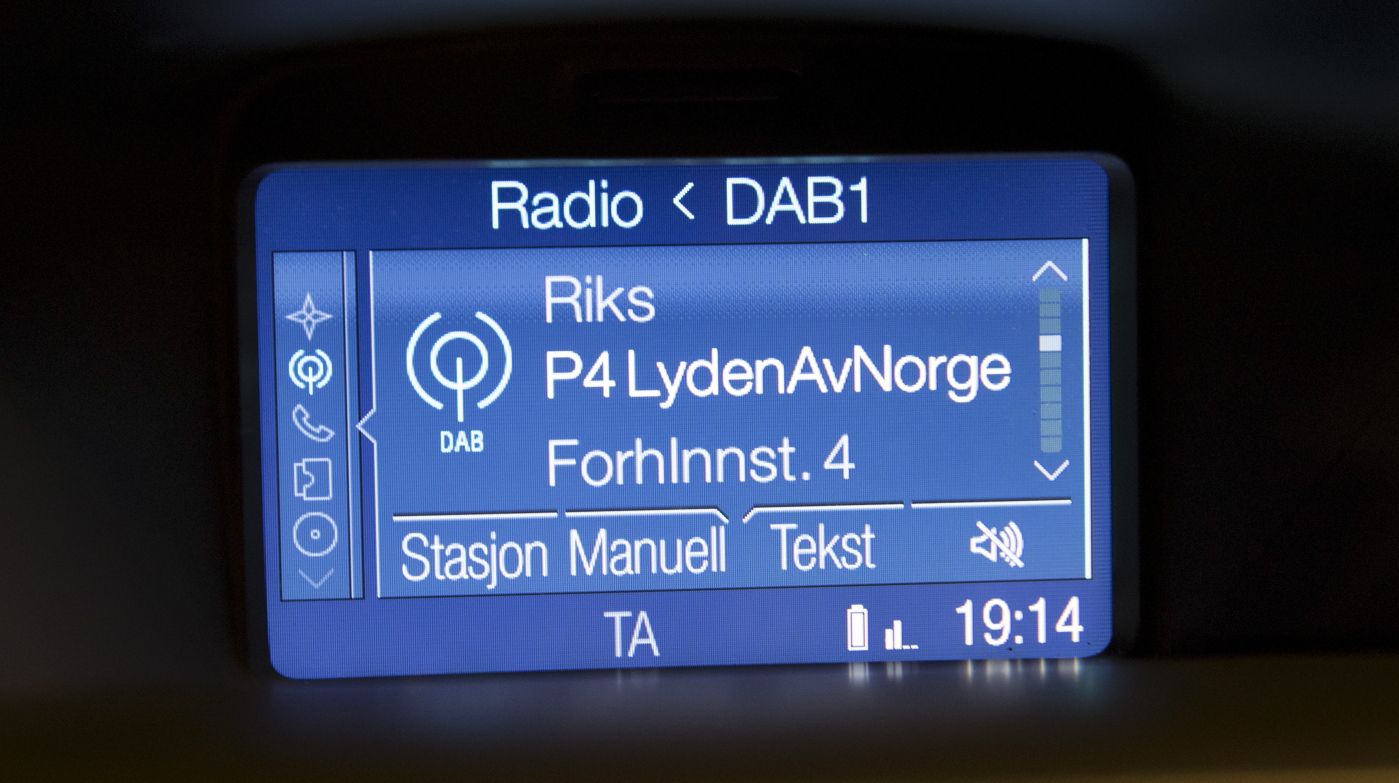 Radio < DAB1
Riks
P4 LydenAvNorge
DAB
ForhInnst. 4
Stasjon Manuell Tekst
TA 19:14